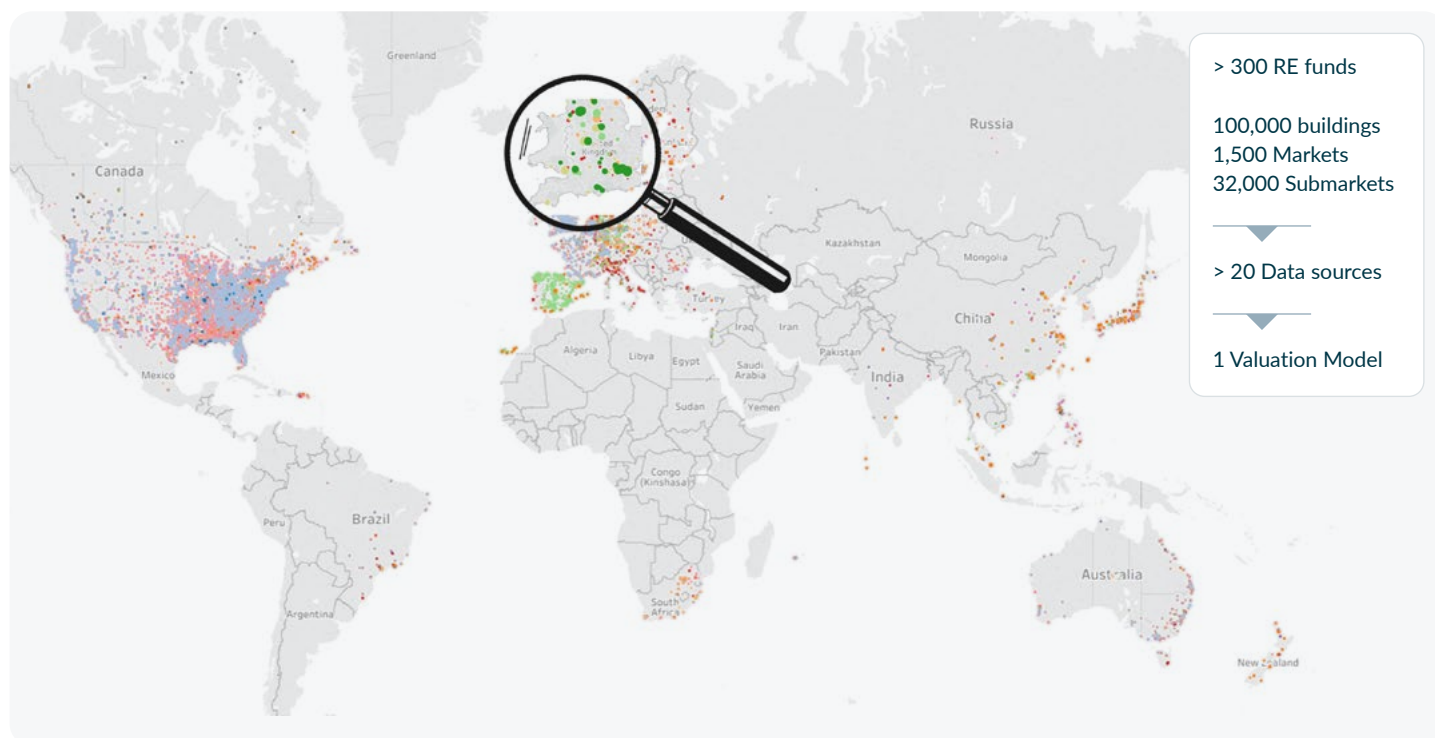 Greenland
Russia
Canada
Kazakhstan
Mongolia
Turkey
China
Iraq
Iran
Algeria
Libya
Egypt
Pakistan
Saudi
Arabia
India
Mexico
Sudan
Yemen
Congo
(Kinshasa)
Peru
Brazil
Australia
South
Africa
Argentina
New Zealand
> 300 RE funds
100,000 buildings
1,500 Markets
32,000 Submarkets
> 20 Data sources
1 Valuation Model